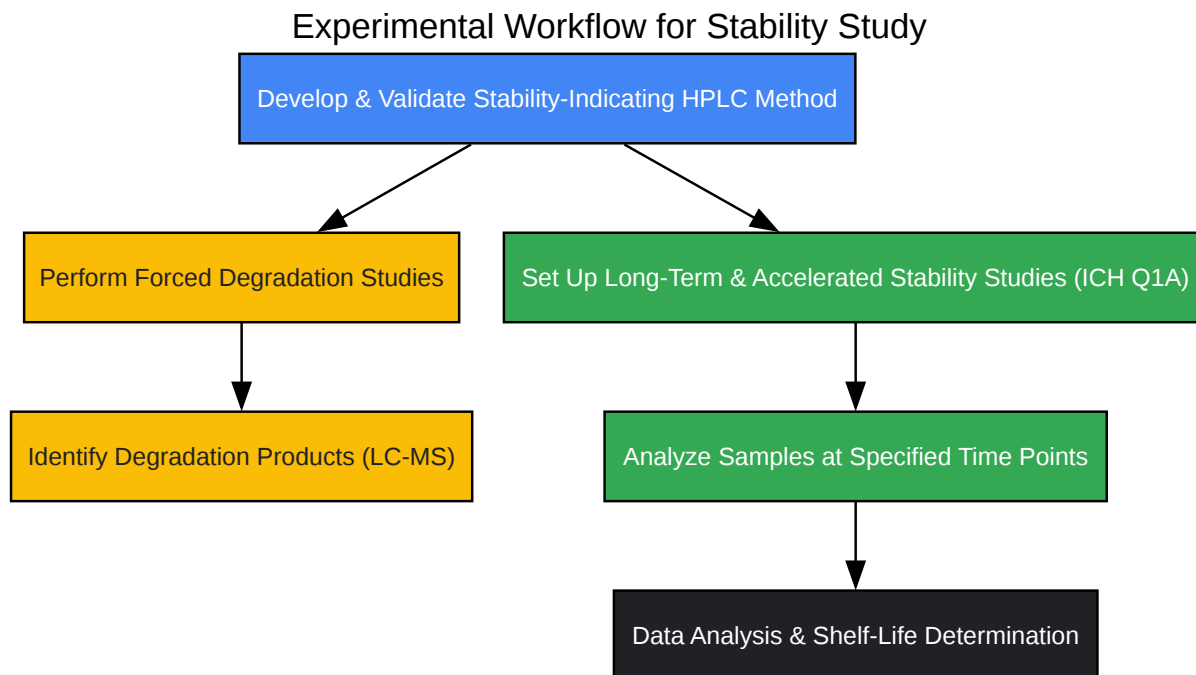 Experimental Workflow for Stability Study
Develop & Validate Stability-Indicating HPLC Method
Perform Forced Degradation Studies
Set Up Long-Term & Accelerated Stability Studies (ICH Q1A)
Identify Degradation Products (LC-MS)
Analyze Samples at Specified Time Points
Data Analysis & Shelf-Life Determination